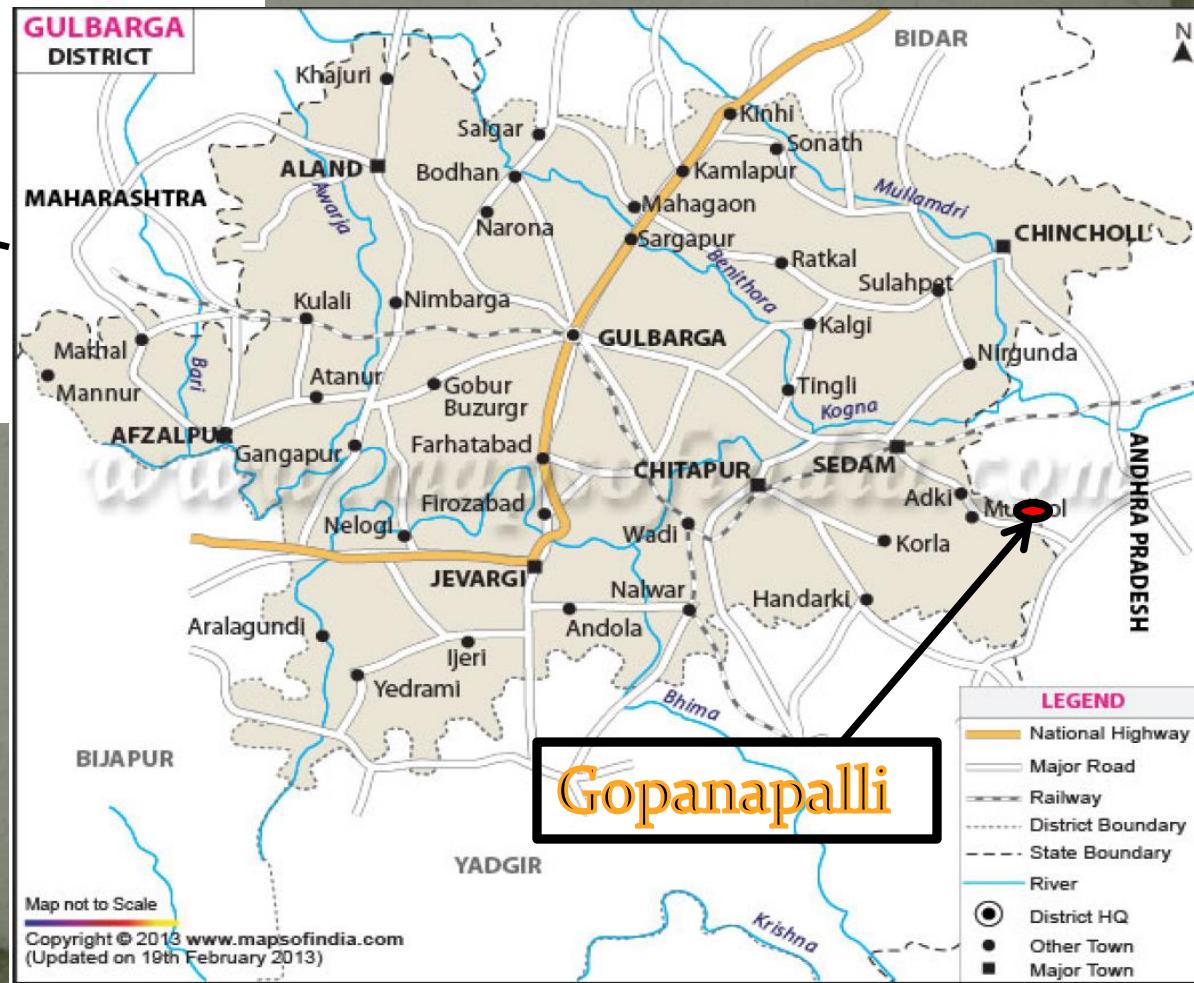 GULBARGA
DISTRICT
N
BIDAR
Khajuri
Kinhi
Salgar
Sonath
ALAND
Bodhan
Kamlapur
MAHARASHTRA
Awarja
Mullamdri
Narona
Mahagaon
Sargapur
CHINCHOLI
Benithora
Ratkal
Sulahpet
Kulali
Nimbarga
GULBARGA
Kalgi
Nirgunda
Bari
Mannur
Atanur
Gobur
Buzurgr
Tingli
Kogna
AFZALPUR
Gangapur
Farhatabad
CHITAPUR
SEDAM
ANDHRA PRADESH
www.mapsofindia.com
Nelogi
Firozabad
Wadi
Adki
Korla
JEVARGI
Nalwar
Handarki
Aralagundi
Andola
Ijeri
Yedrami
Bhima
BIJAPUR
Gopanapalli
YADGIR
Krishna
LEGEND
National Highway
Major Road
Railway
District Boundary
State Boundary
River
District HQ
Other Town
Major Town
Map not to Scale
Copyright © 2013 www.mapsofindia.com
(Updated on 19th February 2013)